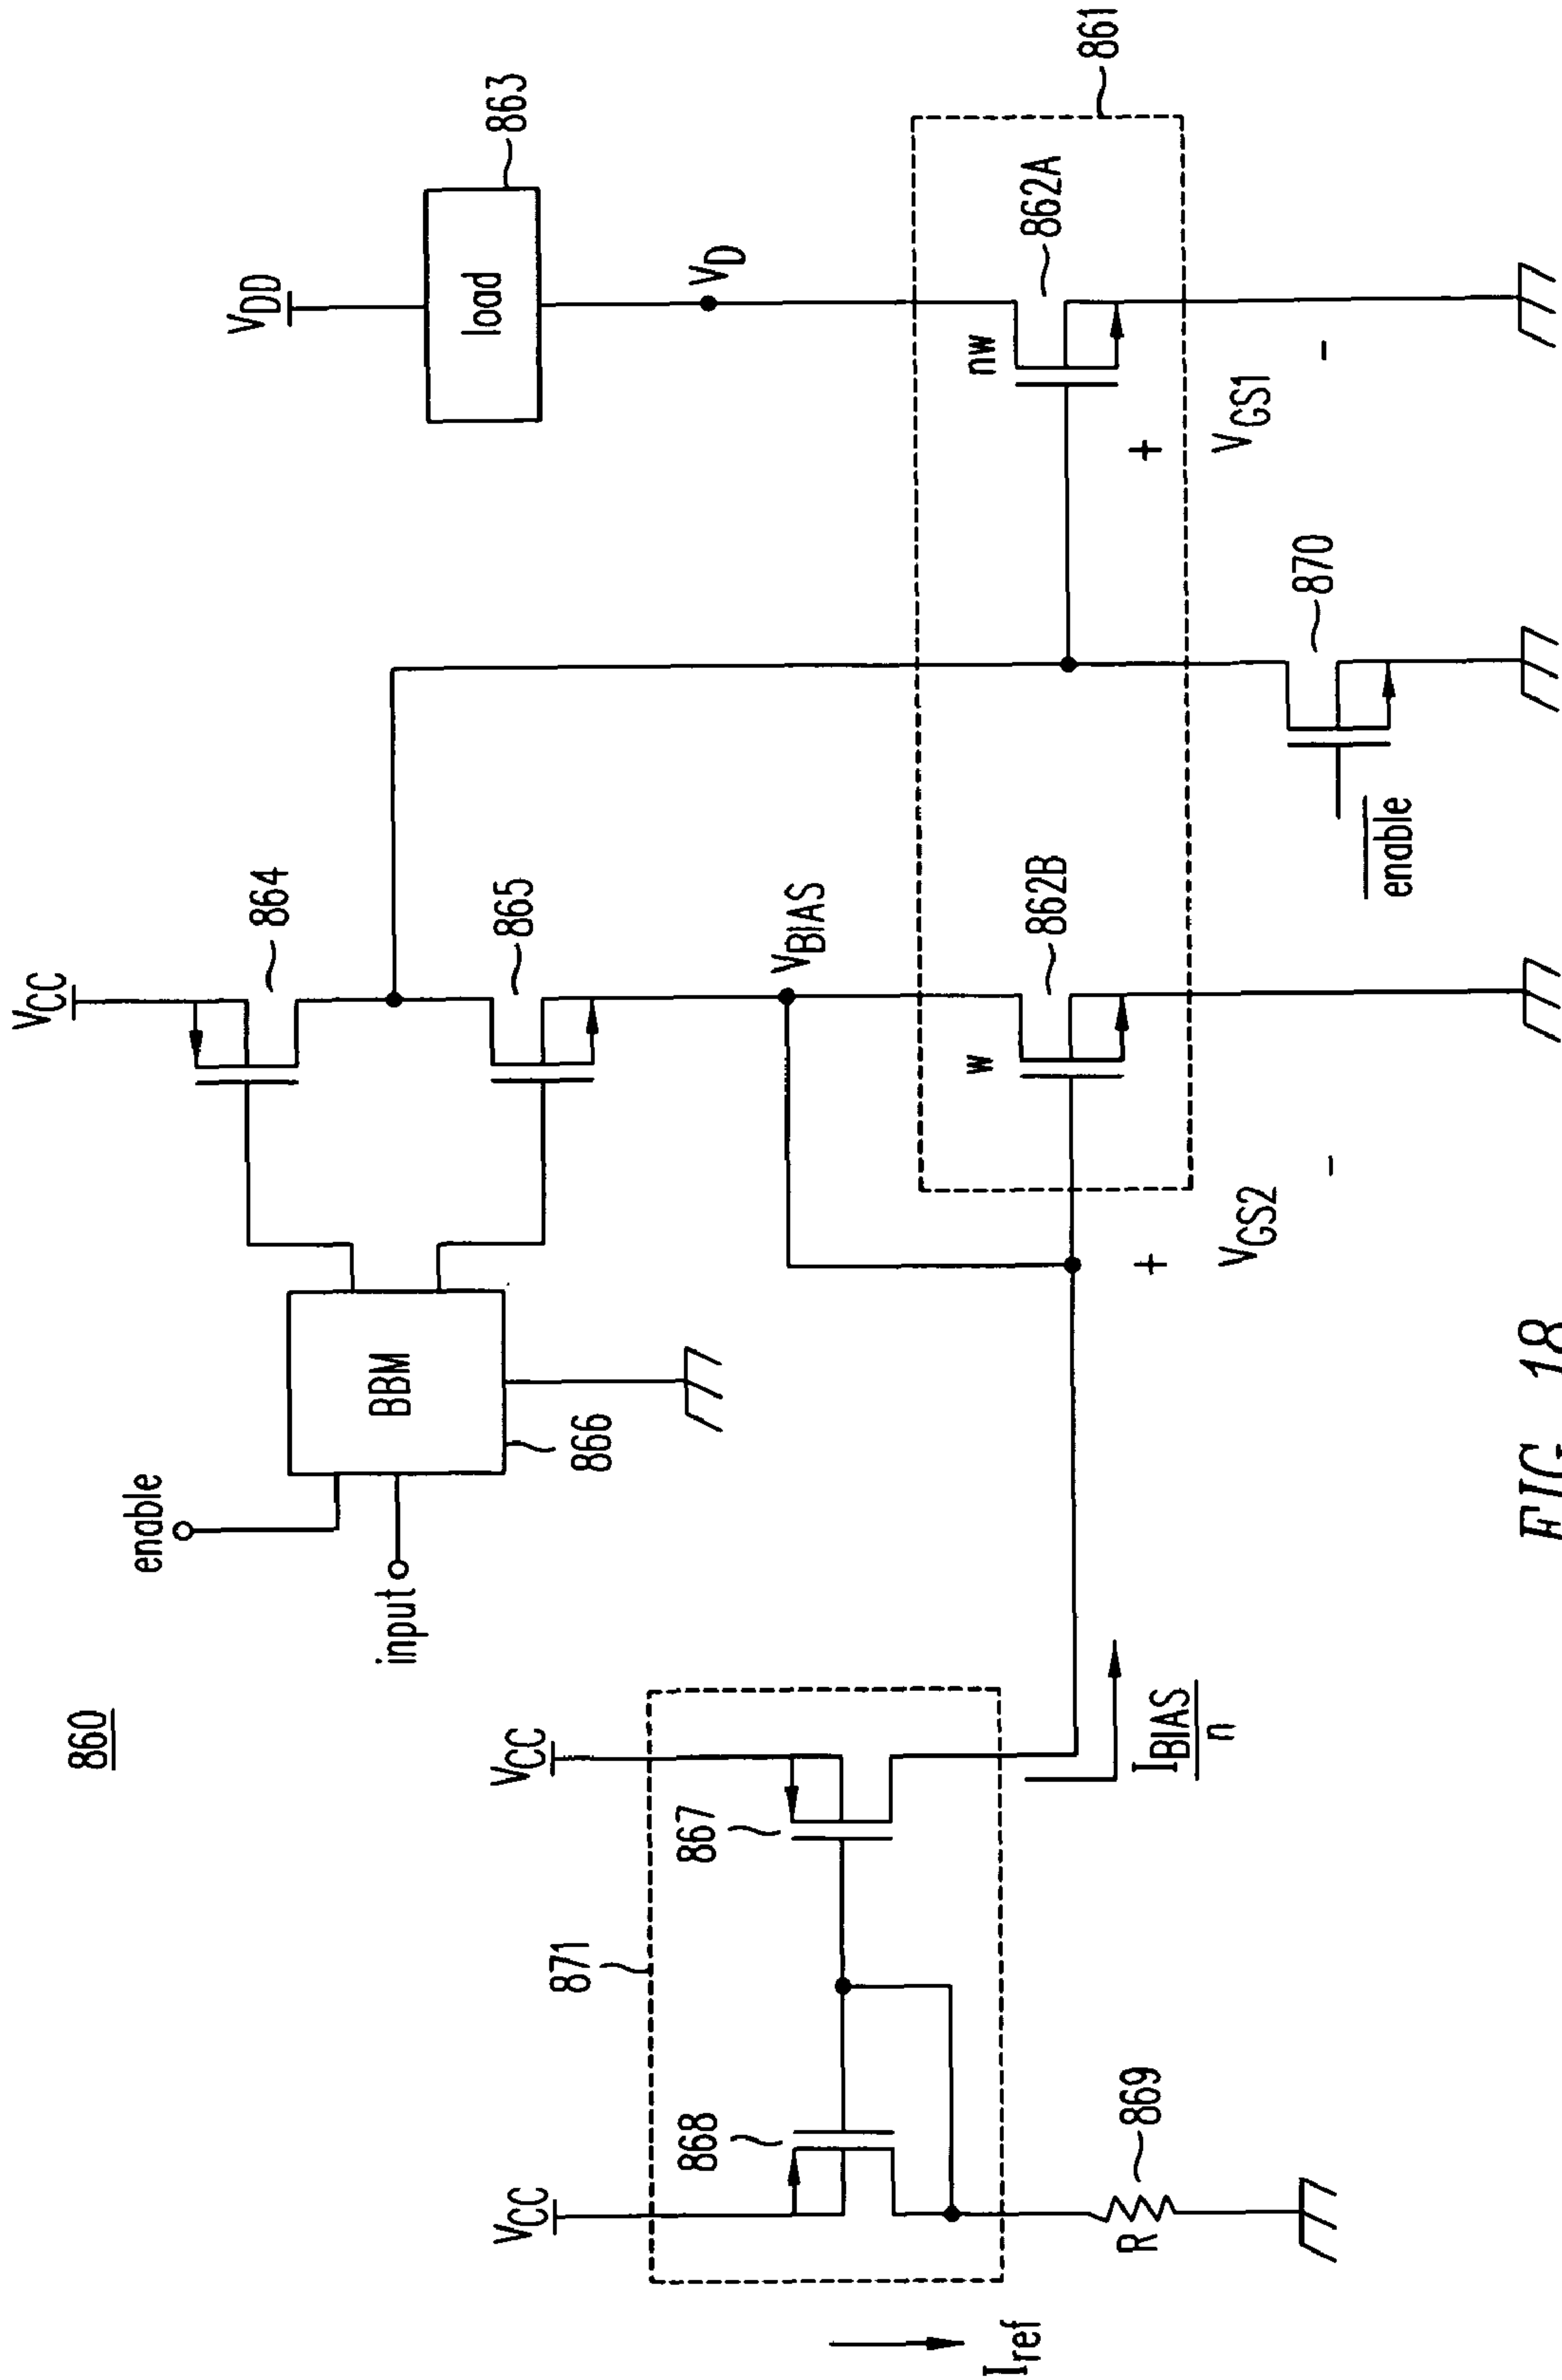 860
enable
input
BBM
866
V_CC
864
865
V_BIAS
V_DD
load
863
V_D
871
V_CC
868
V_CC
867
I_ref
R
869
I_BIAS
n
w
862B
nw
862A
861
+
V_GS2
-
+
V_GS1
-
enable
870
FIG. 18